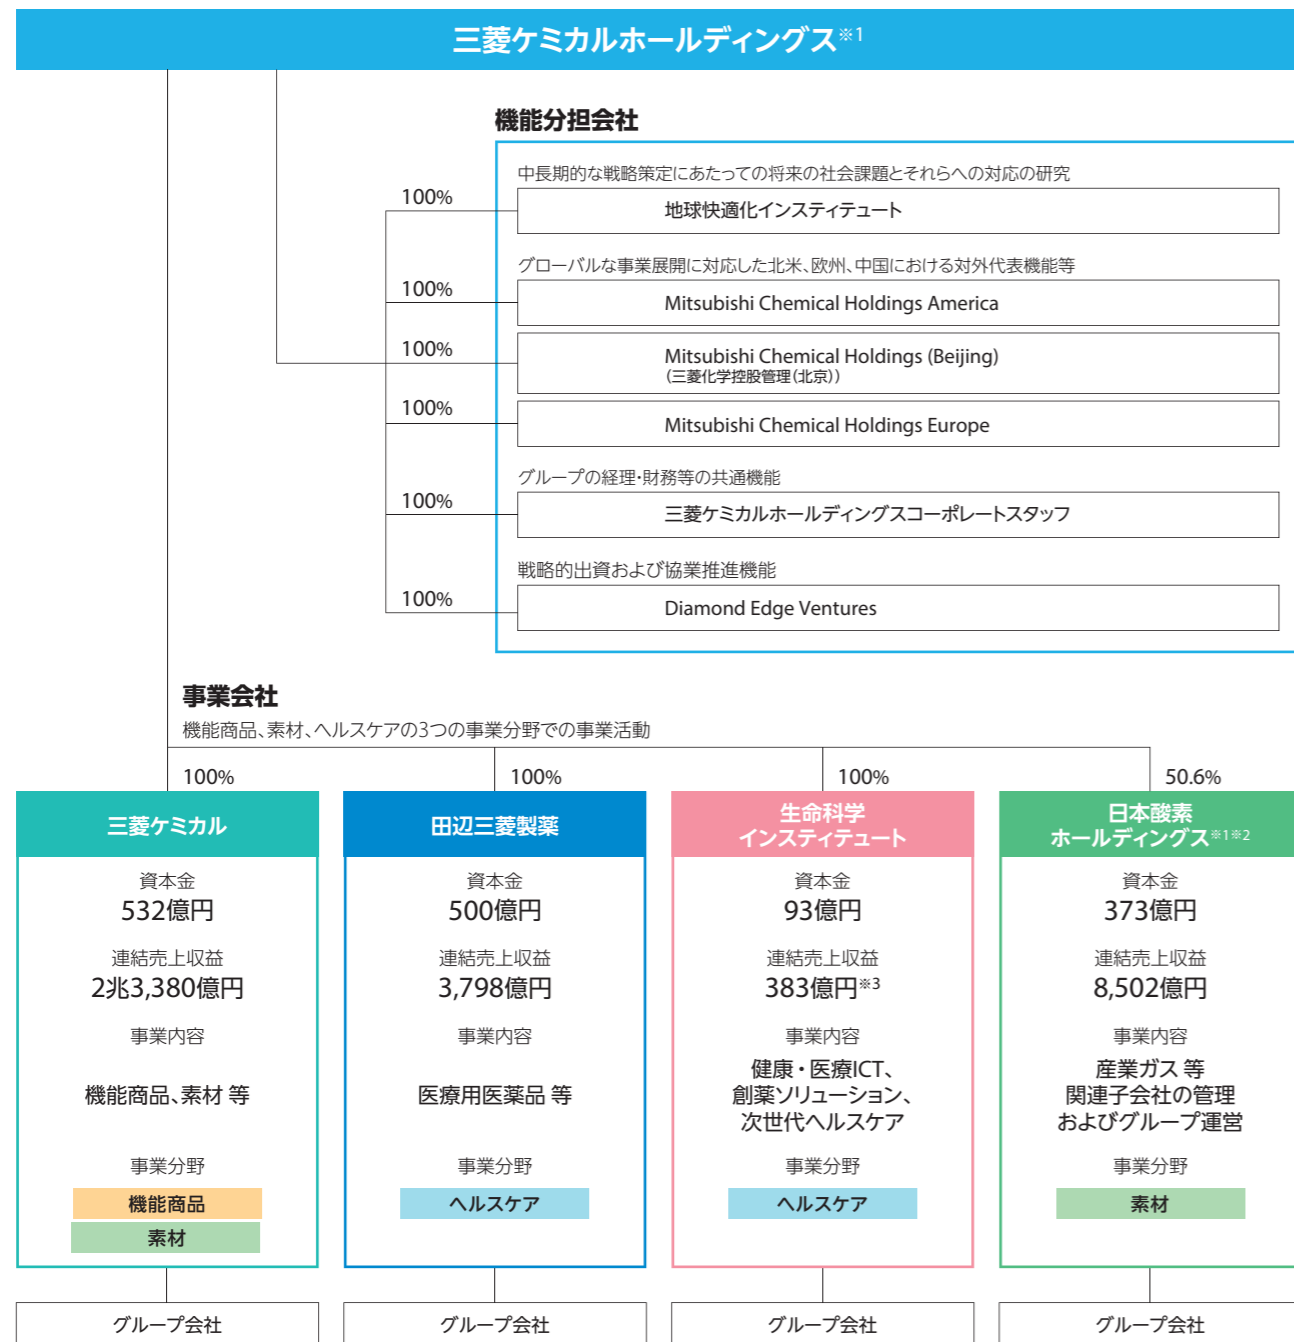 三菱ケミカルホールディングス※1
機能分担会社
中長期的な戦略策定にあたっての将来の社会課題とそれらへの対応の研究
100%
地球快適化インスティテュート
グローバルな事業展開に対応した北米、欧州、中国における対外代表機能等
100%
Mitsubishi Chemical Holdings America
100%
Mitsubishi Chemical Holdings (Beijing)
（三菱化学控股管理（北京））
100%
Mitsubishi Chemical Holdings Europe
グループの経理・財務等の共通機能
100%
三菱ケミカルホールディングスコーポレートスタッフ
戦略的出資および協業推進機能
100%
Diamond Edge Ventures
事業会社
機能商品、素材、ヘルスケアの3つの事業分野での事業活動
100%
三菱ケミカル
資本金
532億円
連結売上収益
2兆3,380億円
事業内容
機能商品、素材 等
事業分野
機能商品
素材
グループ会社
100%
田辺三菱製薬
資本金
500億円
連結売上収益
3,798億円
事業内容
医療用医薬品 等
事業分野
ヘルスケア
グループ会社
100%
生命科学
インスティテュート
資本金
93億円
連結売上収益
383億円※3
事業内容
健康・医療ICT、
創薬ソリューション、
次世代ヘルスケア
事業分野
ヘルスケア
グループ会社
50.6%
日本酸素
ホールディングス※1※2
資本金
373億円
連結売上収益
8,502億円
事業内容
産業ガス 等
関連子会社の管理
およびグループ運営
事業分野
素材
グループ会社